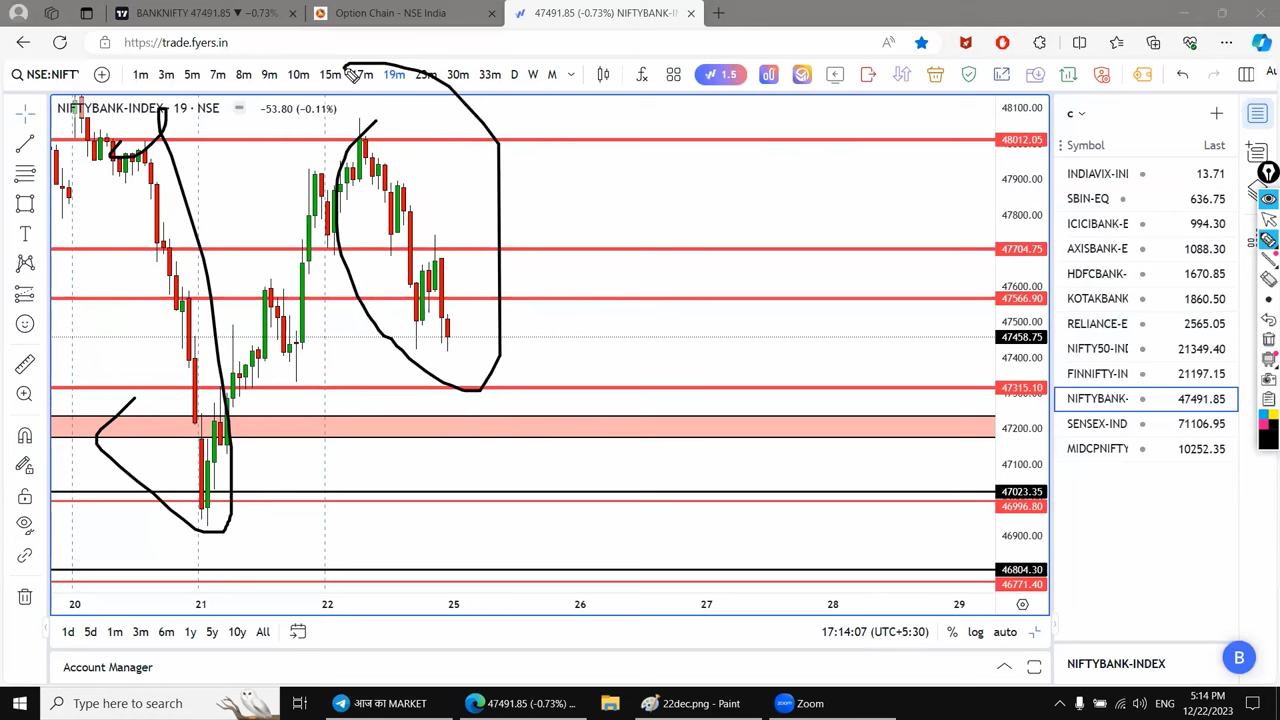 BANKNIFTY 47491.85 ▼ −0.73%
Option Chain - NSE India
47491.85 (-0.73%) NIFTYBANK-IN
https://trade.fyers.in
NSE:NIFT
1m 3m 5m 7m 8m 9m 10m 15m 19m 30m 33m D W M
1.5
Au
NIFTYBANK-INDEX · 19 · NSE −53.80 (−0.11%)
48100.00
48012.05
47900.00
47800.00
47704.75
47600.00
47566.90
47500.00
47458.75
47400.00
47315.10
47200.00
47100.00
47023.35
46996.80
46900.00
46804.30
46771.40
20 21 22 25 26 27 28 29
1d 5d 1m 3m 6m 1y 5y 10y All
17:14:07 (UTC+5:30) % log auto
Account Manager
c
Symbol Last
INDIAVIX-INI 13.71
SBIN-EQ 636.75
ICICIBANK-E 994.30
AXISBANK-E 1088.30
HDFCBANK- 1670.85
KOTAKBANK 1860.50
RELIANCE-E 2565.05
NIFTY50-INI 21349.40
FINNIFTY-IN 21197.15
NIFTYBANK- 47491.85
SENSEX-IND 71106.95
MIDCPNIFTY 10252.35
NIFTYBANK-INDEX
B
Type here to search
आज का MARKET
47491.85 (-0.73%) ...
22dec.png - Paint
Zoom
ENG
5:14 PM
12/22/2023